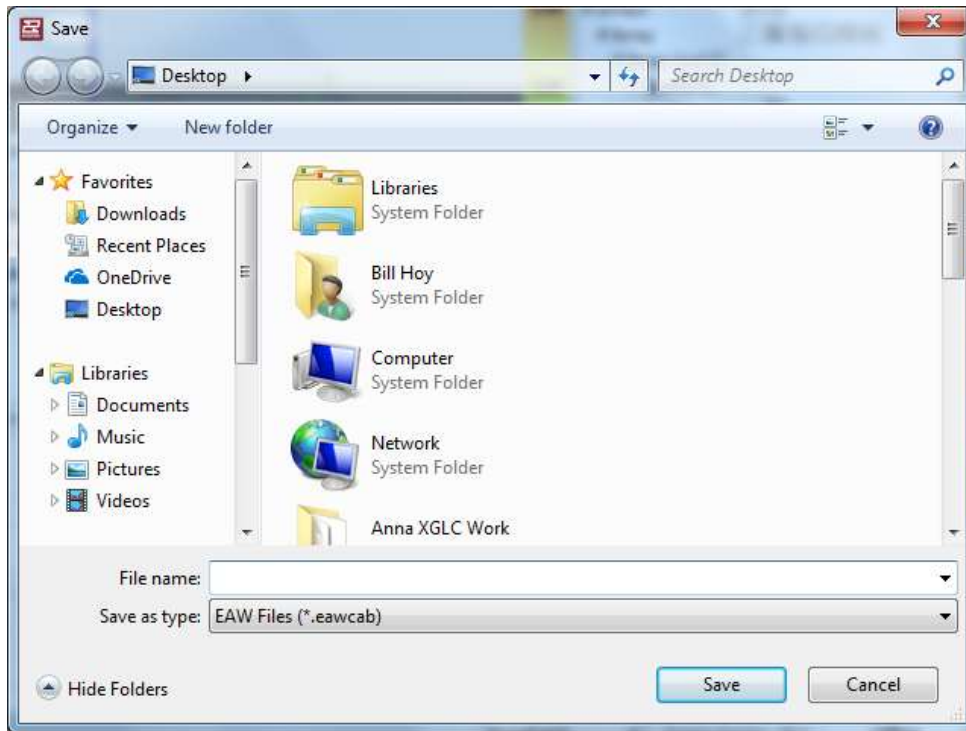 Save
Desktop
Search Desktop
Organize
New folder
Favorites
Downloads
Recent Places
OneDrive
Desktop
Libraries
Documents
Music
Pictures
Videos
Libraries
System Folder
Bill Hoy
System Folder
Computer
System Folder
Network
System Folder
Anna XGLC Work
File name:
Save as type: EAW Files (*.eawcab)
Hide Folders
Save
Cancel